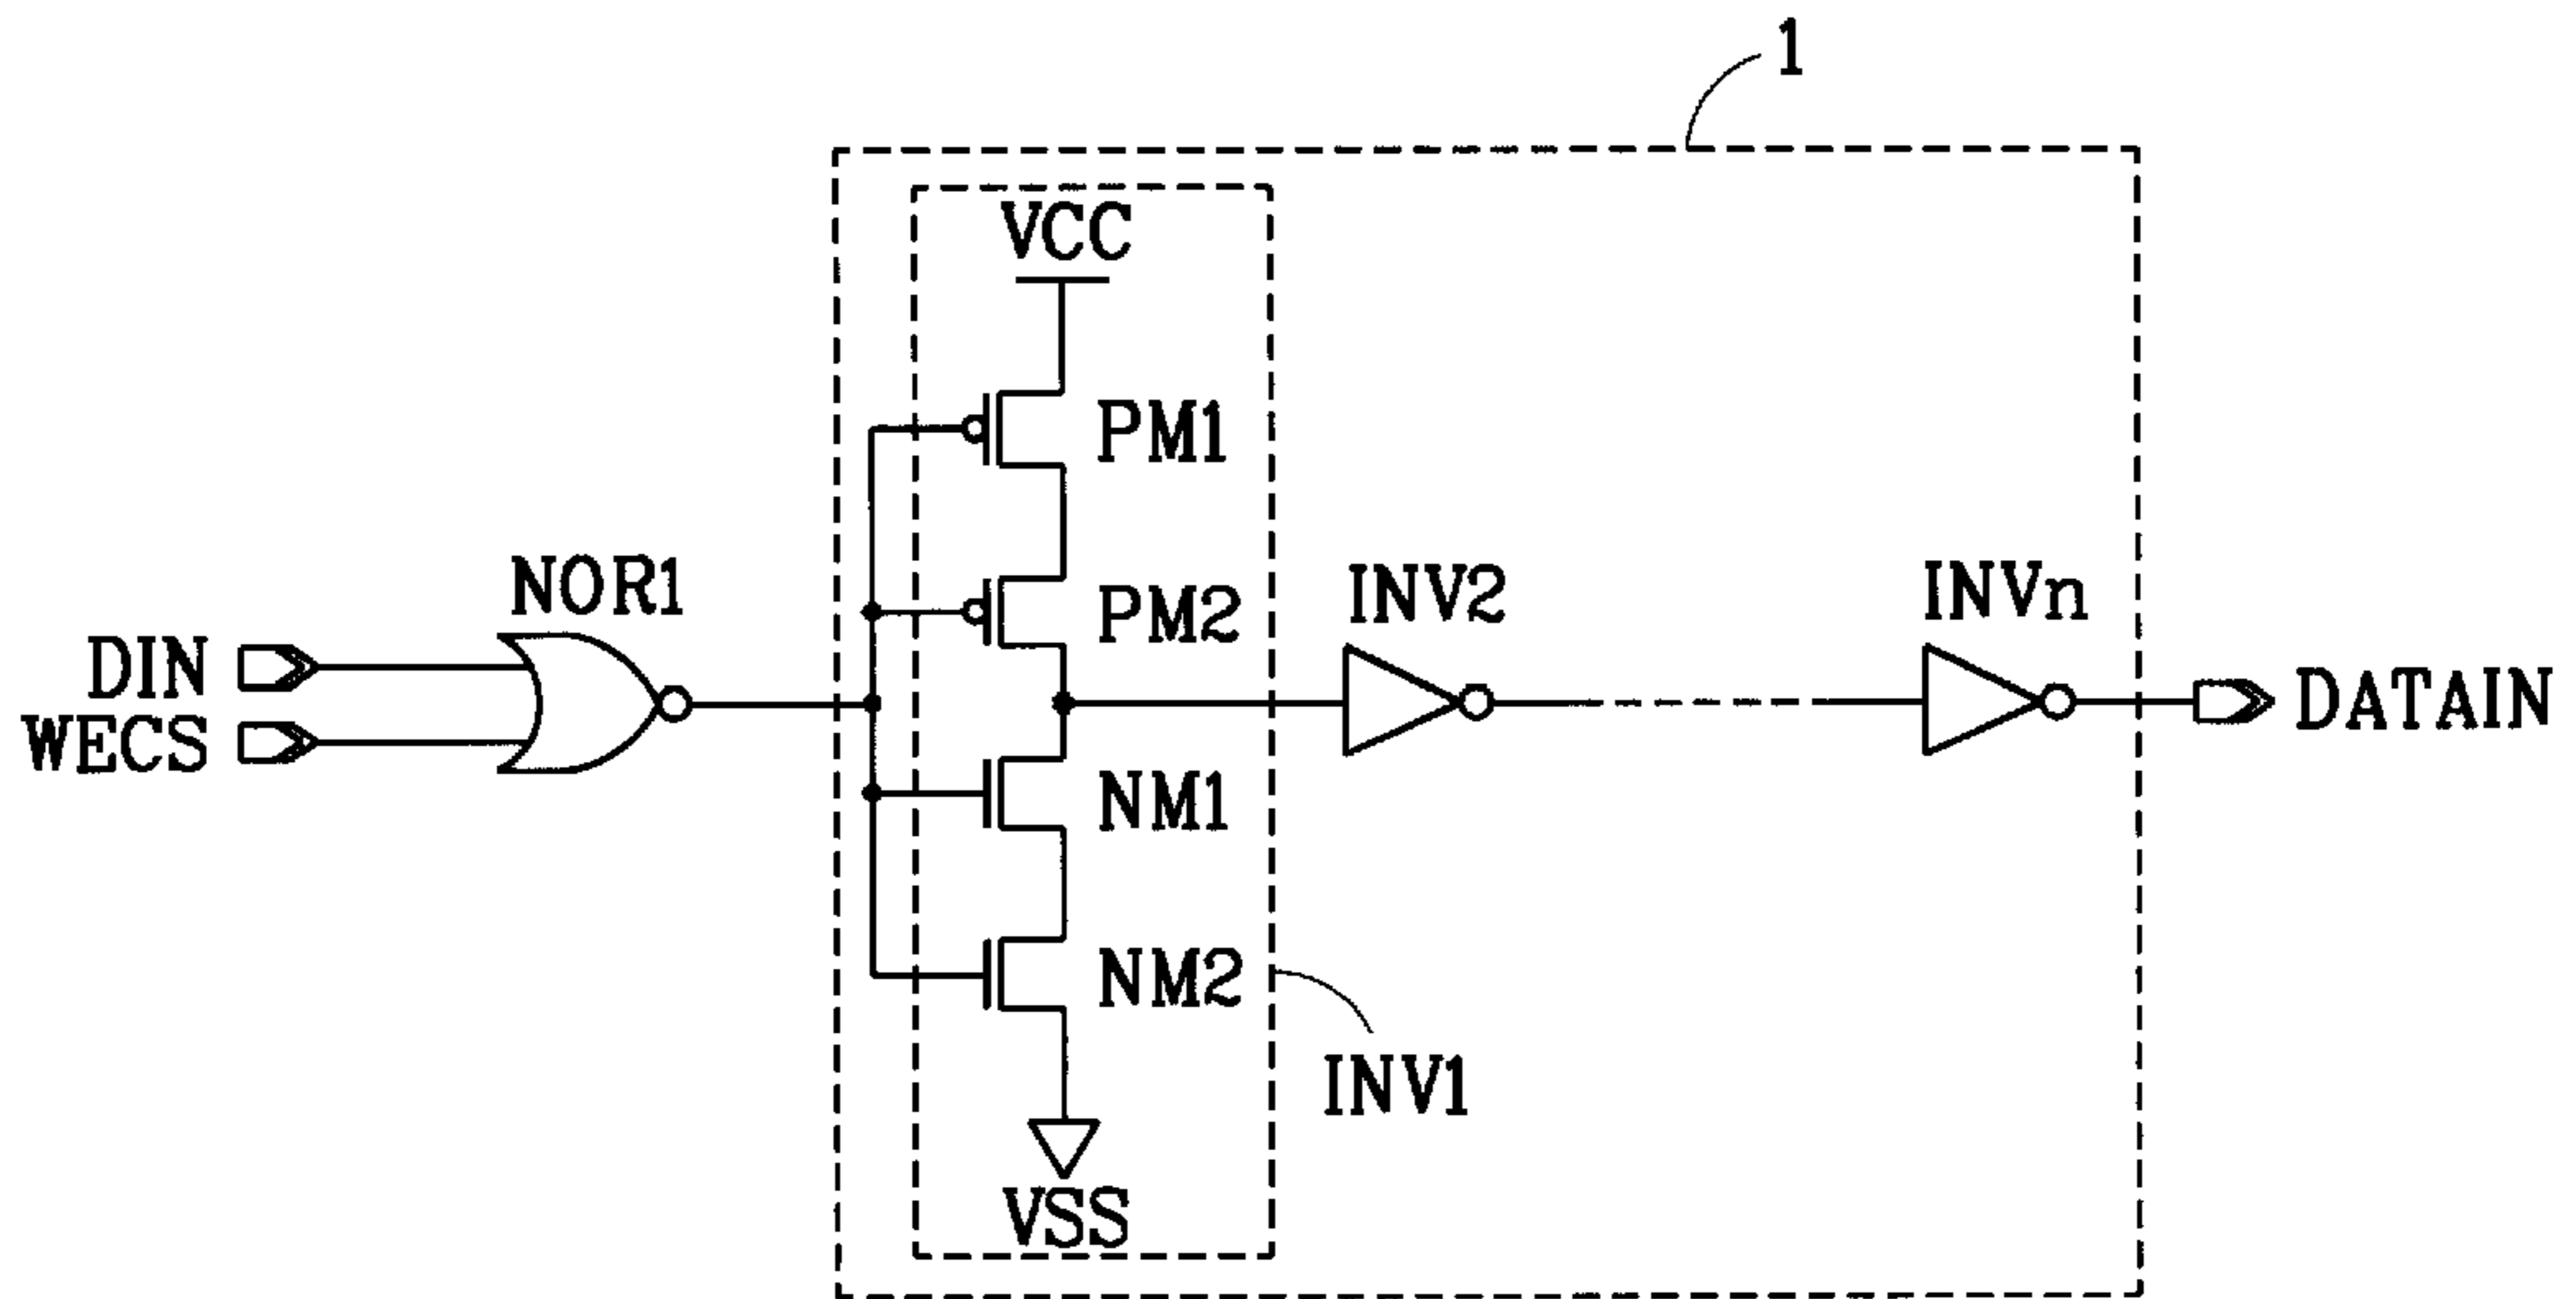 1
VCC
PM1
NOR1
PM2
INV2
INVn
DIN
WECS
DATAIN
NM1
NM2
INV1
VSS